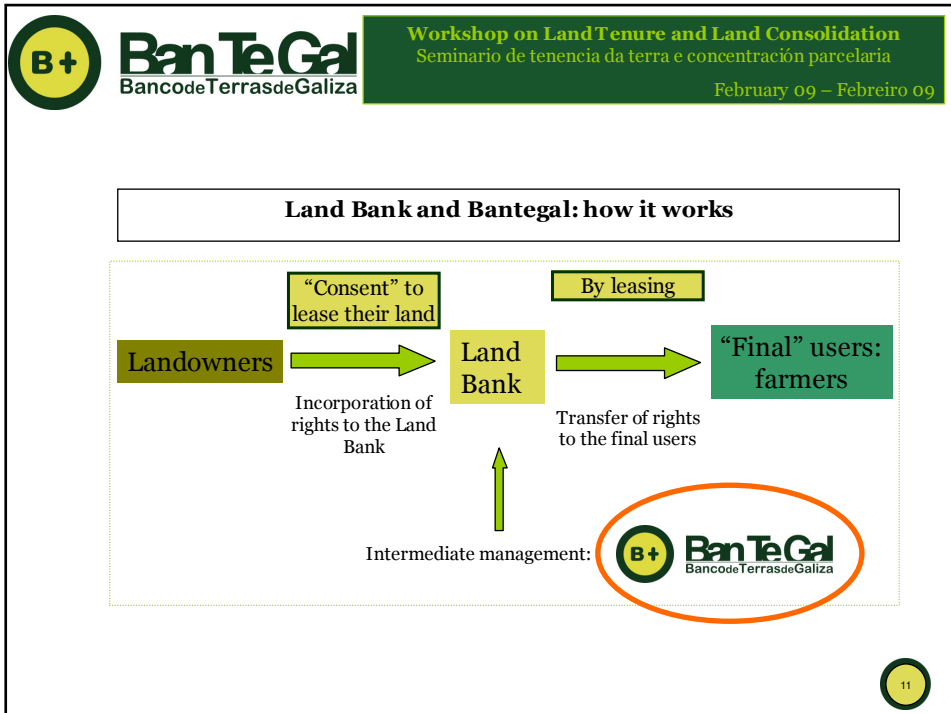 B+
BanTeGal
BancodeTerrasdeGaliza
Workshop on Land Tenure and Land Consolidation
Seminario de tenencia da terra e concentración parcelaria
February 09 – Febreiro 09
Land Bank and Bantegal: how it works
“Consent” to
lease their land
By leasing
Landowners
Land
Bank
“Final” users:
farmers
Incorporation of
rights to the Land
Bank
Transfer of rights
to the final users
Intermediate management:
B+
BanTeGal
BancodeTerrasdeGaliza
11